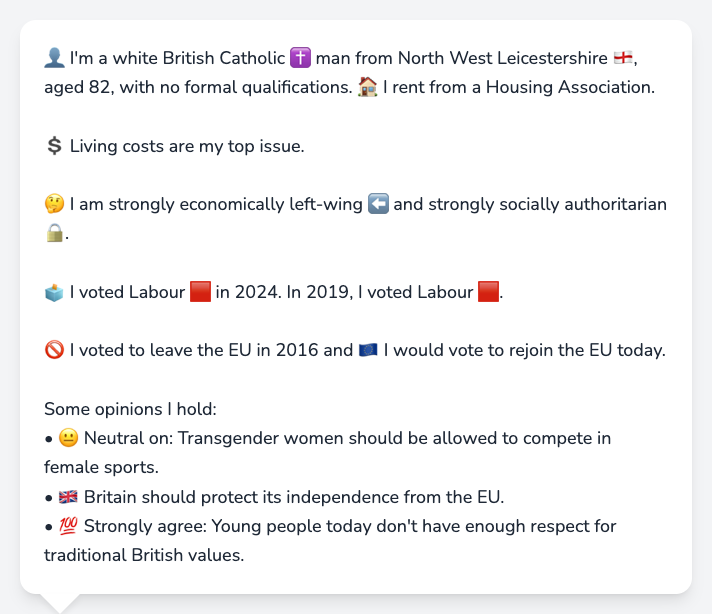 👤 I'm a white British Catholic ✝️ man from North West Leicestershire 🏴󠁧󠁢󠁥󠁮󠁧󠁿,
aged 82, with no formal qualifications. 🏠 I rent from a Housing Association.
💲 Living costs are my top issue.
🤔 I am strongly economically left-wing ⬅️ and strongly socially authoritarian
🔒.
🗳️ I voted Labour 🟥 in 2024. In 2019, I voted Labour 🟥.
🚫 I voted to leave the EU in 2016 and 🇪🇺 I would vote to rejoin the EU today.
Some opinions I hold:
• 😐 Neutral on: Transgender women should be allowed to compete in
female sports.
• 🇬🇧 Britain should protect its independence from the EU.
• 💯 Strongly agree: Young people today don't have enough respect for
traditional British values.